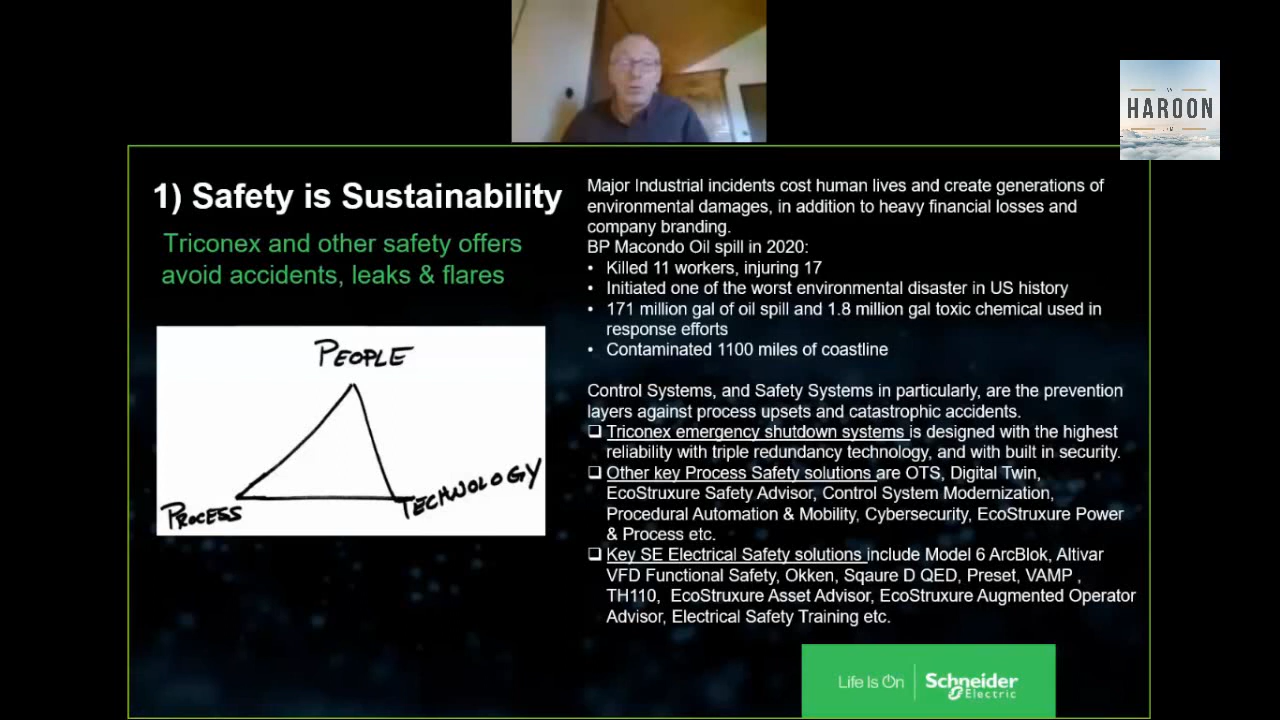 HAROON
1) Safety is Sustainability
Triconex and other safety offers
avoid accidents, leaks & flares
PEOPLE
PROCESS
TECHNOLOGY
Major Industrial incidents cost human lives and create generations of
environmental damages, in addition to heavy financial losses and
company branding.
BP Macondo Oil spill in 2020:
• Killed 11 workers, injuring 17
• Initiated one of the worst environmental disaster in US history
• 171 million gal of oil spill and 1.8 million gal toxic chemical used in
response efforts
• Contaminated 1100 miles of coastline
Control Systems, and Safety Systems in particularly, are the prevention
layers against process upsets and catastrophic accidents.
❑ Triconex emergency shutdown systems is designed with the highest
reliability with triple redundancy technology, and with built in security.
❑ Other key Process Safety solutions are OTS, Digital Twin,
EcoStruxure Safety Advisor, Control System Modernization,
Procedural Automation & Mobility, Cybersecurity, EcoStruxure Power
& Process etc.
❑ Key SE Electrical Safety solutions include Model 6 ArcBlok, Altivar
VFD Functional Safety, Okken, Sqaure D QED, Preset, VAMP ,
TH110, EcoStruxure Asset Advisor, EcoStruxure Augmented Operator
Advisor, Electrical Safety Training etc.
Life Is On
Schneider
Electric